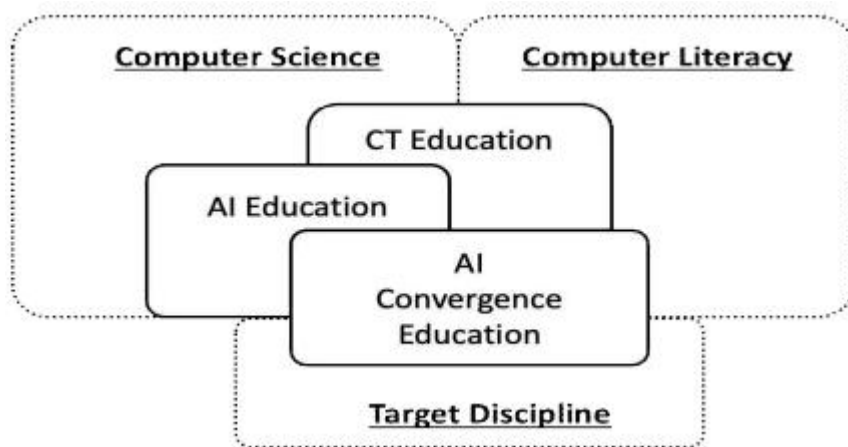 Computer Science
Computer Literacy
CT Education
AI Education
AI
Convergence
Education
Target Discipline